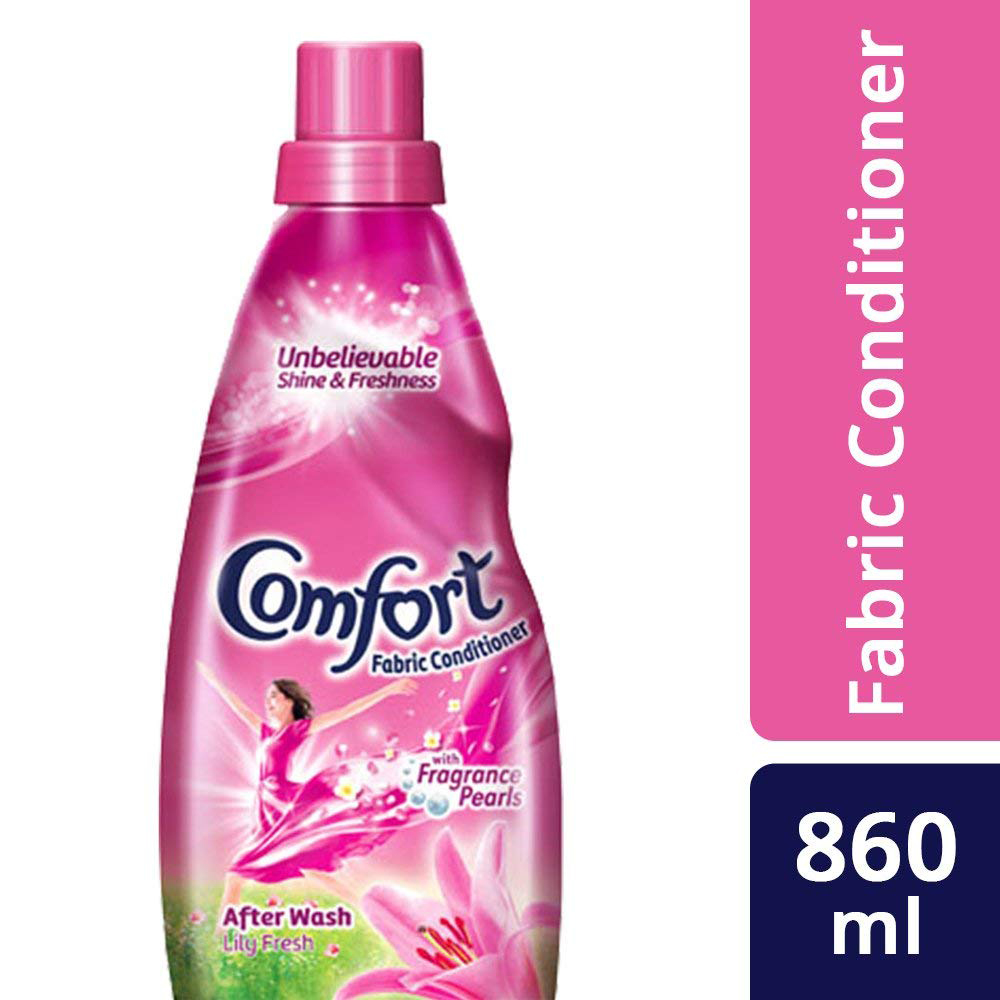 Unbelievable
Shine & Freshness
Comfort
Fabric Conditioner
with
Fragrance
Pearls
After Wash
Lily Fresh
Fabric Conditioner
860
ml